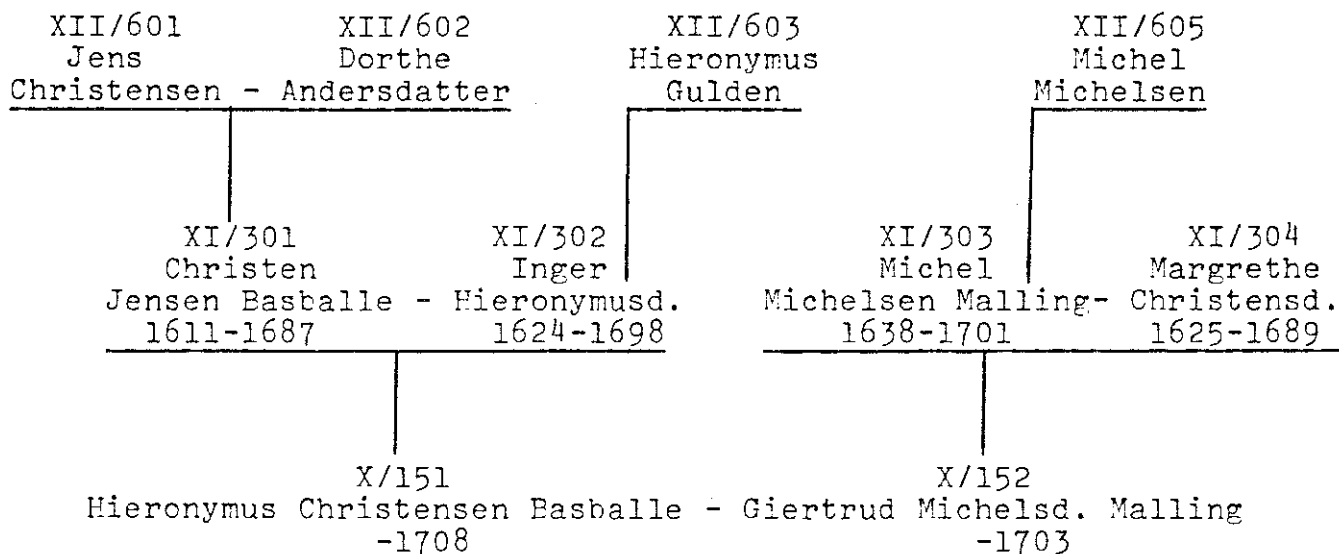 XII/601 XII/602 XII/603 XII/605
Jens Dorthe Hieronymus Michel
Christensen - Andersdatter Gulden Michelsen
XI/301 XI/302 XI/303 XI/304
Christen Inger Michel Margrethe
Jensen Basballe - Hieronymusd. Michelsen Malling- Christensd.
1611-1687 1624-1698 1638-1701 1625-1689
X/151 X/152
Hieronymus Christensen Basballe - Giertrud Michelsd. Malling
-1708 -1703